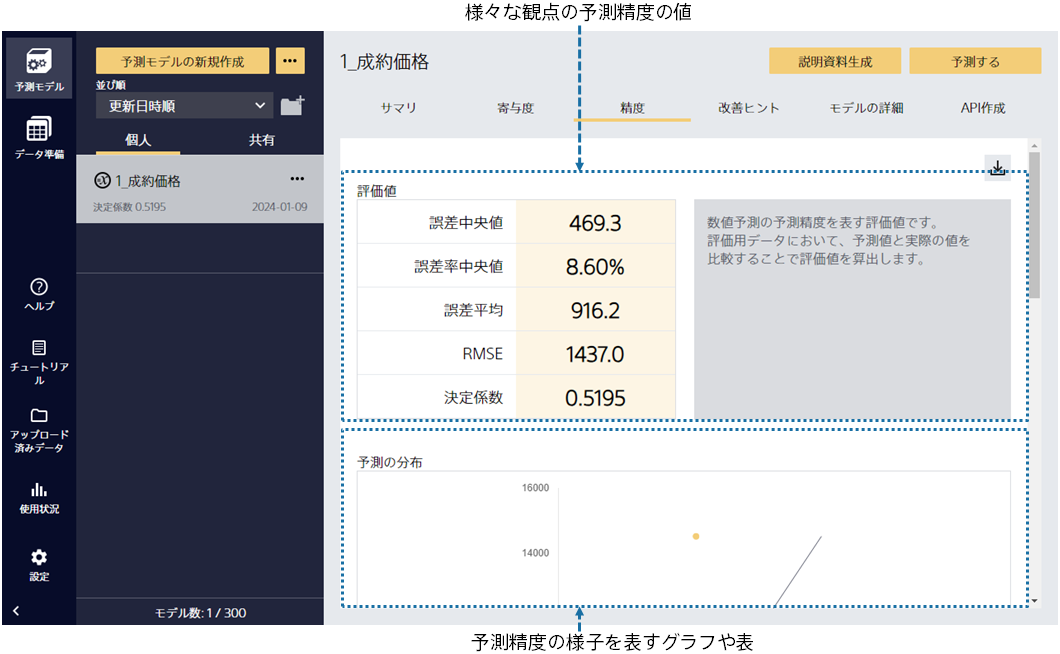 様々な観点の予測精度の値
予測モデル
データ準備
ヘルプ
チュートリア
ル
アップロード
済みデータ
使用状況
設定
予測モデルの新規作成
並び順
更新日時順
個人
共有
1_成約価格
決定係数 0.5195
2024-01-09
モデル数: 1 / 300
1_成約価格
説明資料生成
予測する
サマリ
寄与度
精度
改善ヒント
モデルの詳細
API作成
評価値
誤差中央値
469.3
誤差率中央値
8.60%
誤差平均
916.2
RMSE
1437.0
決定係数
0.5195
数値予測の予測精度を表す評価値です。
評価用データにおいて、予測値と実際の値を
比較することで評価値を算出します。
予測の分布
16000
14000
予測精度の様子を表すグラフや表